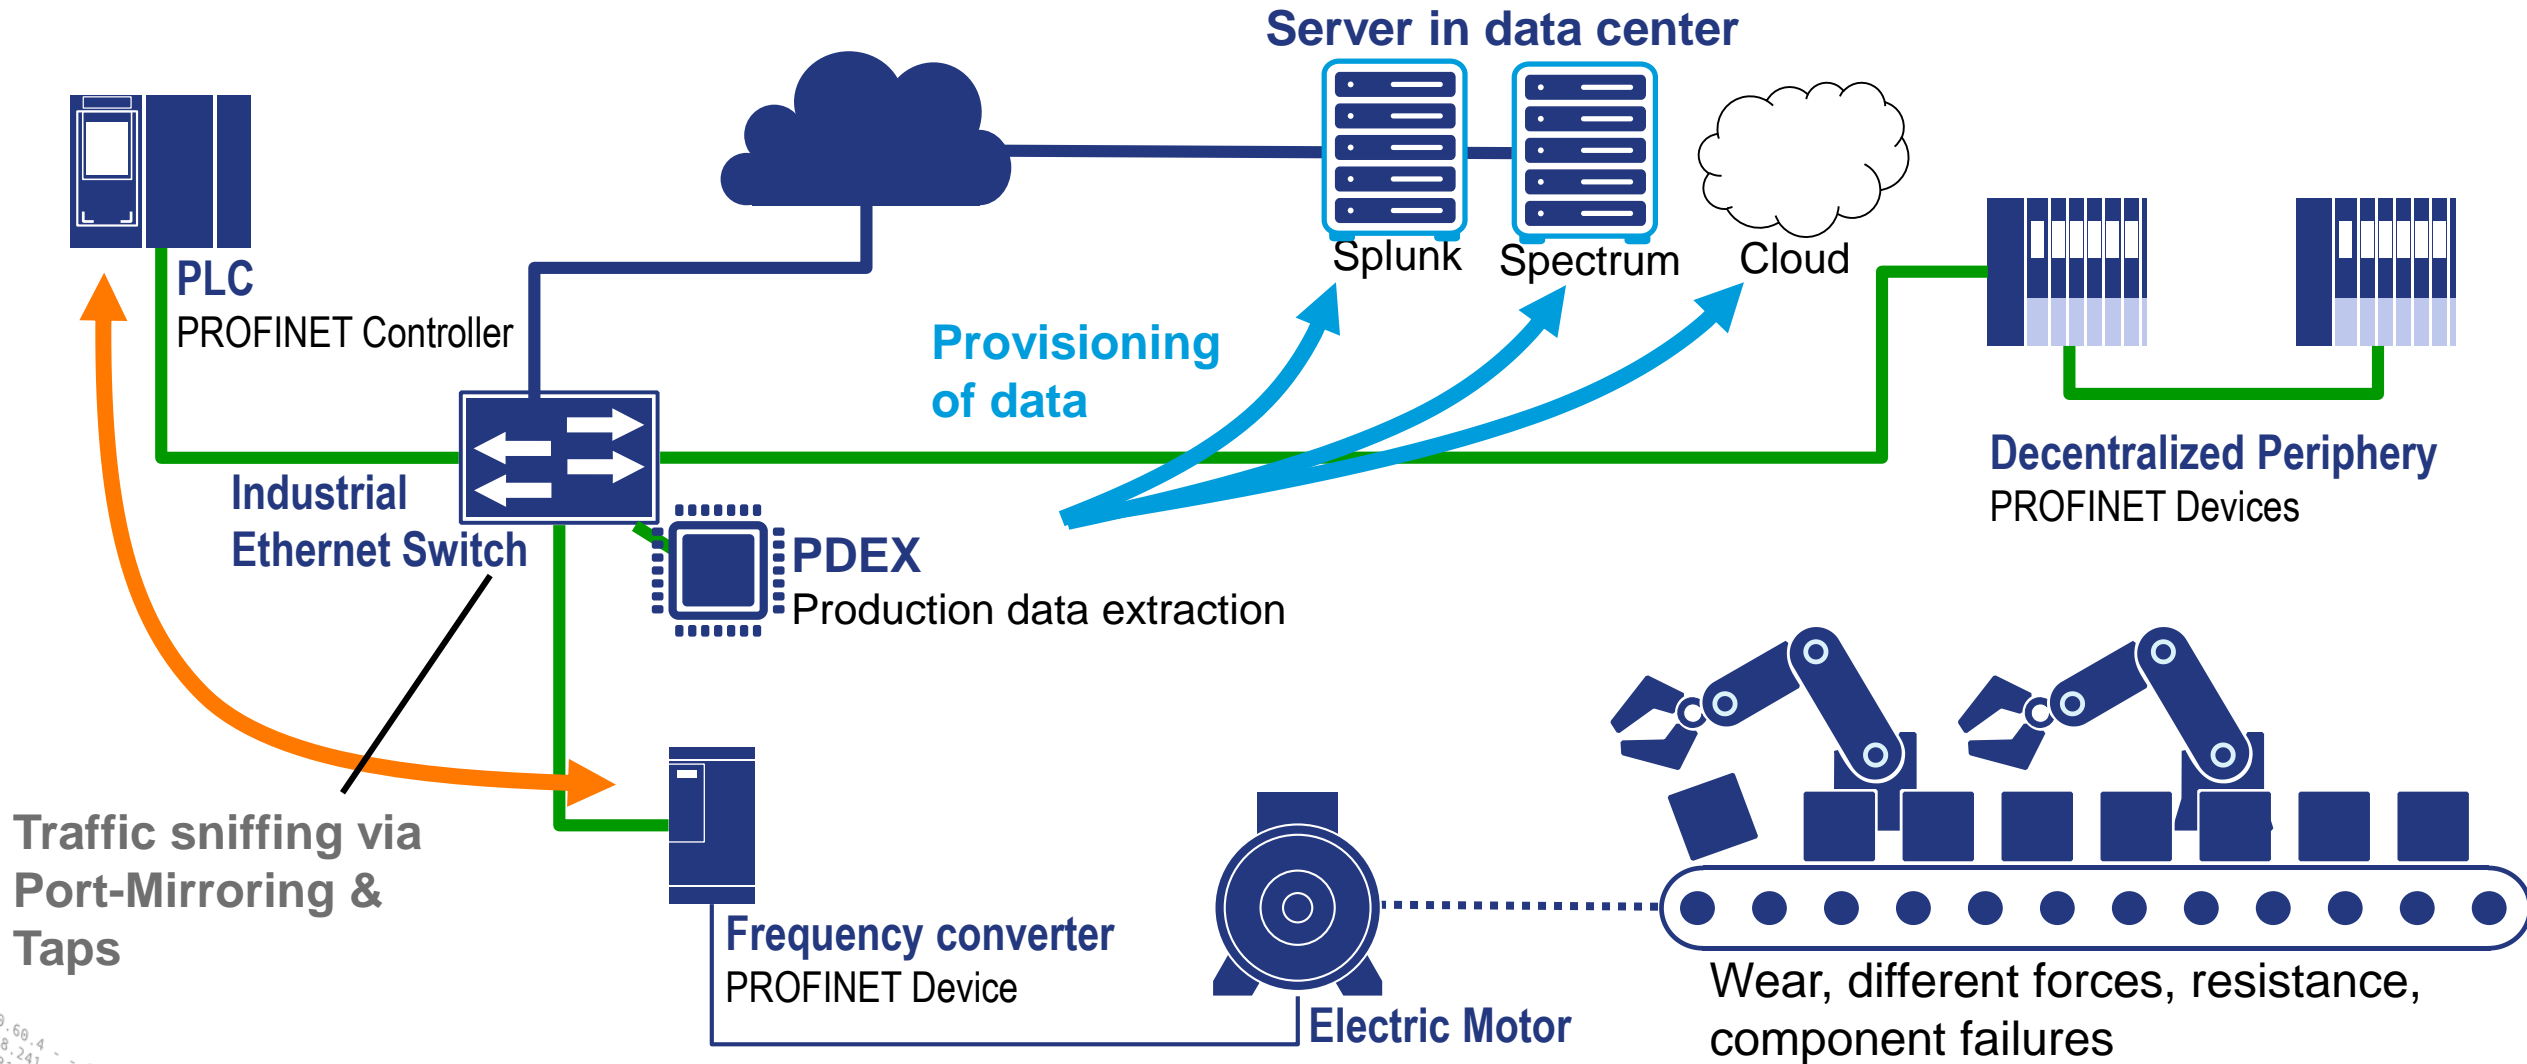 Server in data center
Splunk
Spectrum
Cloud
PLC
PROFINET Controller
Provisioning
of data
Industrial
Ethernet Switch
PDEX
Production data extraction
Decentralized Periphery
PROFINET Devices
Traffic sniffing via
Port-Mirroring &
Taps
Frequency converter
PROFINET Device
Electric Motor
Wear, different forces, resistance,
component failures